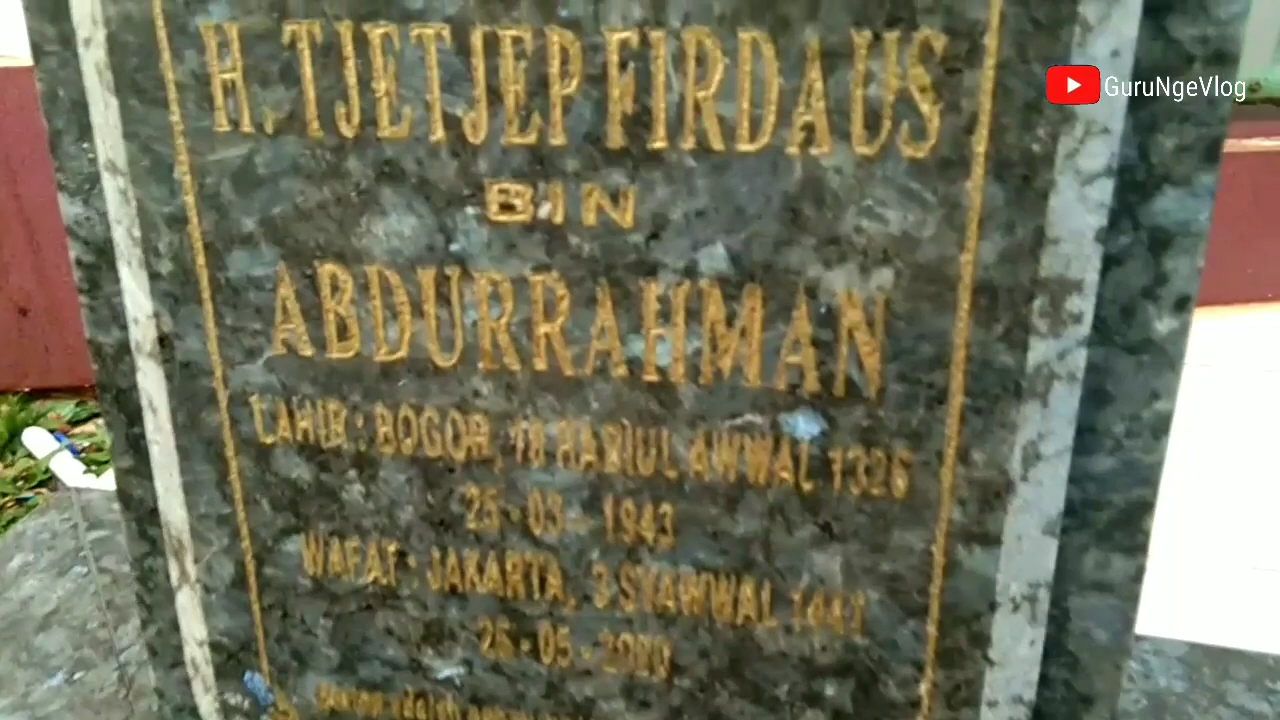 H. TJETJEP FIRDAUS
GuruNgeVlog
BIN
ABDURRAHMAN
LAHIR : BOGOR, 18 RABIUL AWWAL 1326
25 - 03 - 1943
WAFAT : JAKARTA, 3 SYAWWAL 1441
26 - 05 - 2020